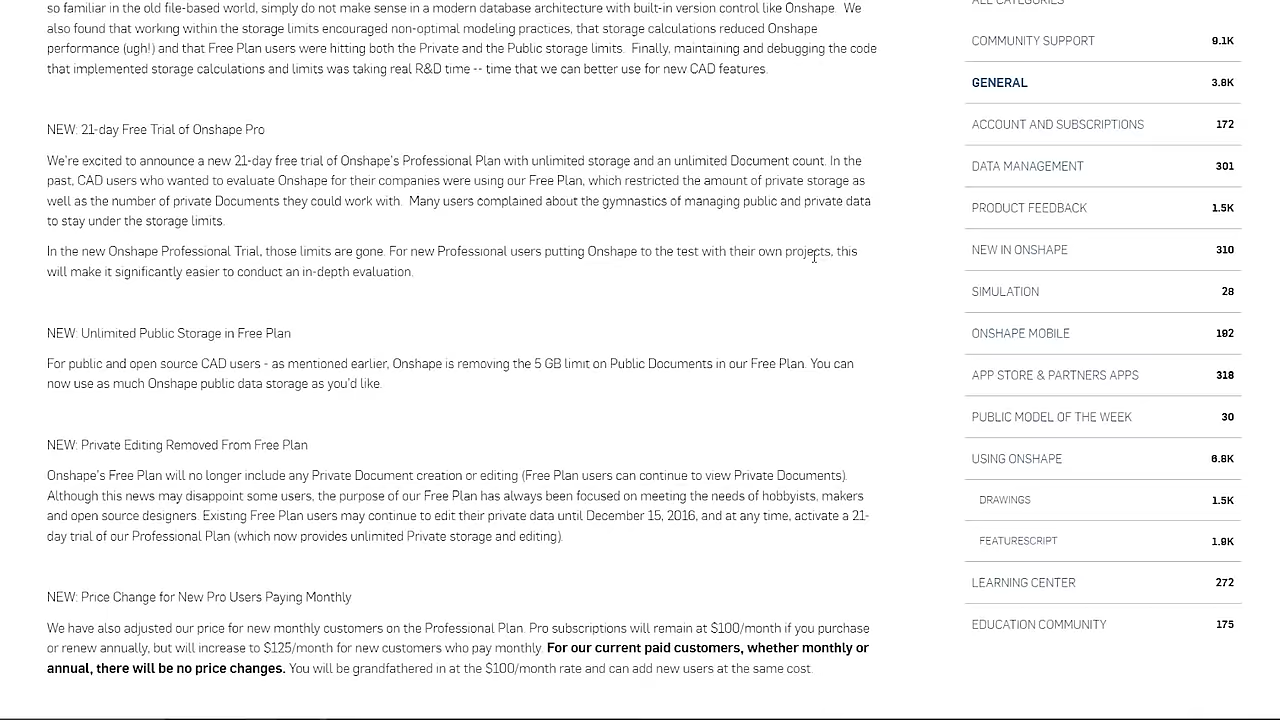 so familiar in the old file-based world, simply do not make sense in a modern database architecture with built-in version control like Onshape.  We
also found that working within the storage limits encouraged non-optimal modeling practices, that storage calculations reduced Onshape
performance (ugh!) and that Free Plan users were hitting both the Private and the Public storage limits.  Finally, maintaining and debugging the code
that implemented storage calculations and limits was taking real R&D time -- time that we can better use for new CAD features.
NEW: 21-day Free Trial of Onshape Pro
We're excited to announce a new 21-day free trial of Onshape's Professional Plan with unlimited storage and an unlimited Document count. In the
past, CAD users who wanted to evaluate Onshape for their companies were using our Free Plan, which restricted the amount of private storage as
well as the number of private Documents they could work with.  Many users complained about the gymnastics of managing public and private data
to stay under the storage limits.
In the new Onshape Professional Trial, those limits are gone. For new Professional users putting Onshape to the test with their own projects, this
will make it significantly easier to conduct an in-depth evaluation.
NEW: Unlimited Public Storage in Free Plan
For public and open source CAD users - as mentioned earlier, Onshape is removing the 5 GB limit on Public Documents in our Free Plan. You can
now use as much Onshape public data storage as you'd like.
NEW: Private Editing Removed From Free Plan
Onshape's Free Plan will no longer include any Private Document creation or editing (Free Plan users can continue to view Private Documents).
Although this news may disappoint some users, the purpose of our Free Plan has always been focused on meeting the needs of hobbyists, makers
and open source designers. Existing Free Plan users may continue to edit their private data until December 15, 2016, and at any time, activate a 21-
day trial of our Professional Plan (which now provides unlimited Private storage and editing).
NEW: Price Change for New Pro Users Paying Monthly
We have also adjusted our price for new monthly customers on the Professional Plan. Pro subscriptions will remain at $100/month if you purchase
or renew annually, but will increase to $125/month for new customers who pay monthly. For our current paid customers, whether monthly or
annual, there will be no price changes. You will be grandfathered in at the $100/month rate and can add new users at the same cost.
ALL CATEGORIES
COMMUNITY SUPPORT 9.1K
GENERAL 3.8K
ACCOUNT AND SUBSCRIPTIONS 172
DATA MANAGEMENT 301
PRODUCT FEEDBACK 1.5K
NEW IN ONSHAPE 310
SIMULATION 28
ONSHAPE MOBILE 192
APP STORE & PARTNERS APPS 318
PUBLIC MODEL OF THE WEEK 30
USING ONSHAPE 6.8K
DRAWINGS 1.5K
FEATURESCRIPT 1.9K
LEARNING CENTER 272
EDUCATION COMMUNITY 175